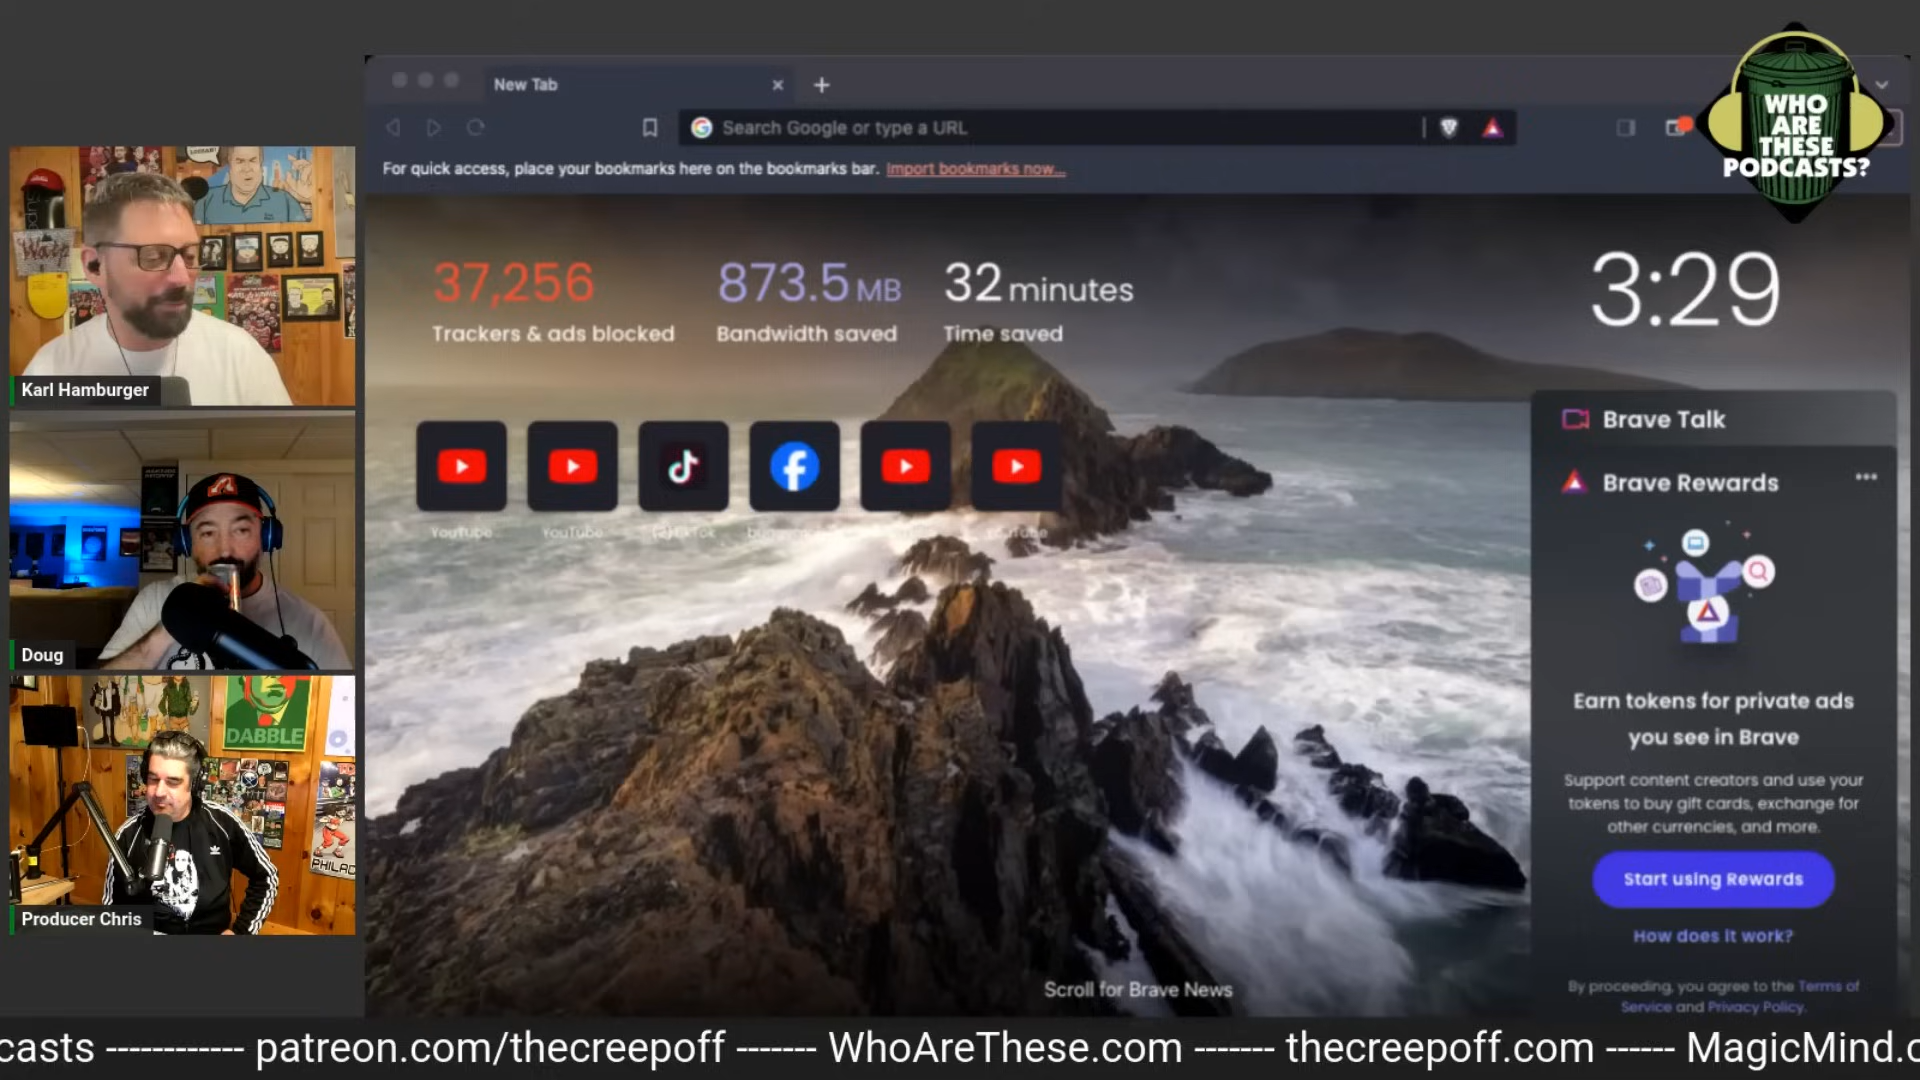 New Tab
Search Google or type a URL
For quick access, place your bookmarks here on the bookmarks bar. Import bookmarks now...
WHO
ARE
THESE
PODCASTS?
37,256
Trackers & ads blocked
873.5 MB
Bandwidth saved
32 minutes
Time saved
3:29
YouTube
YouTube
Brave Talk
Brave Rewards
Earn tokens for private ads
you see in Brave
Support content creators and use your
tokens to buy gift cards, exchange for
other currencies, and more.
Start using Rewards
How does it work?
By proceeding, you agree to the Terms of
Service and Privacy Policy.
Scroll for Brave News
Karl Hamburger
Doug
DABBLE
Producer Chris
casts ------------ patreon.com/thecreepoff ------- WhoAreThese.com ------- thecreepoff.com ------ MagicMind.c